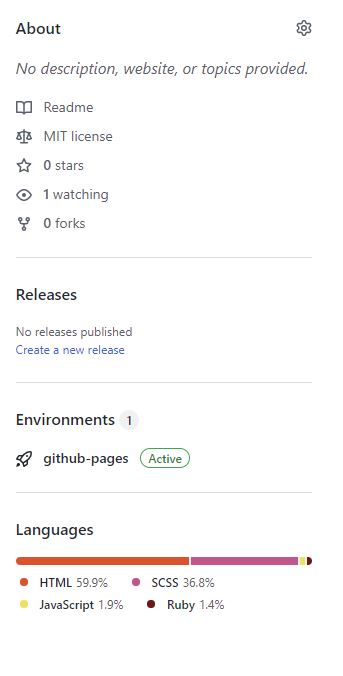 About
No description, website, or topics provided.
Readme
MIT license
0 stars
1 watching
0 forks
Releases
No releases published
Create a new release
Environments 1
github-pages Active
Languages
HTML 59.9% SCSS 36.8%
JavaScript 1.9% Ruby 1.4%